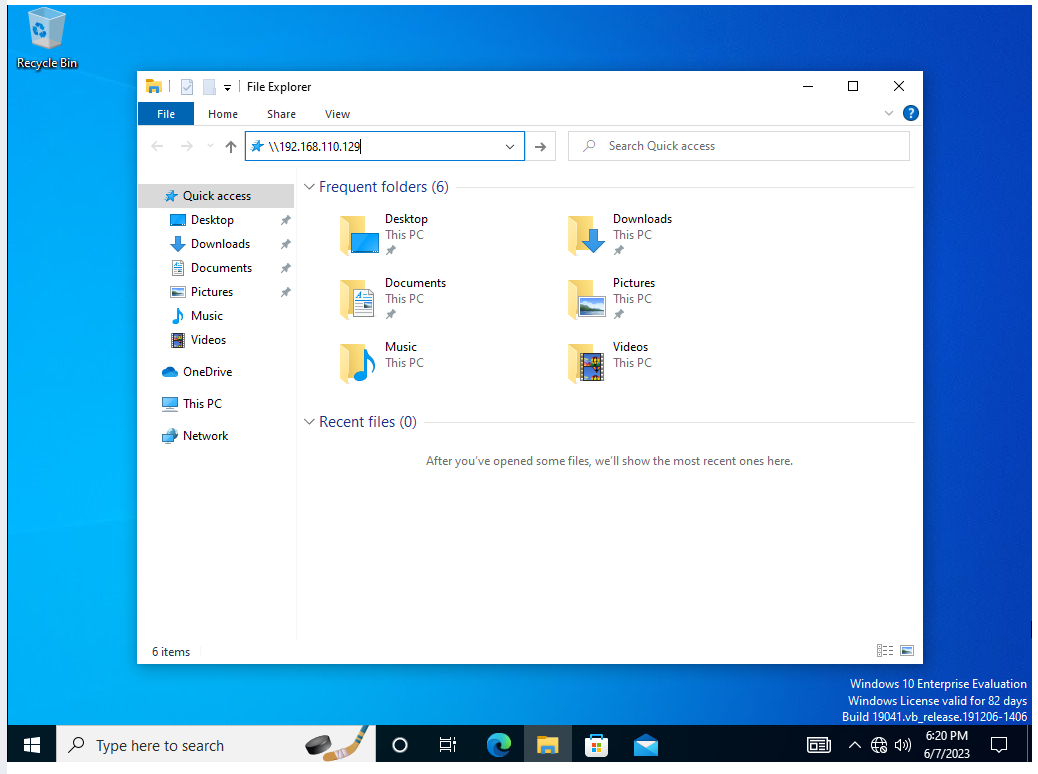 Recycle Bin
File Explorer
File Home Share View
?
\\192.168.110.129
Search Quick access
Quick access
Desktop
Downloads
Documents
Pictures
Music
Videos
OneDrive
This PC
Network
Frequent folders (6)
Desktop
This PC
Downloads
This PC
Documents
This PC
Pictures
This PC
Music
This PC
Videos
This PC
Recent files (0)
After you've opened some files, we'll show the most recent ones here.
6 items
Windows 10 Enterprise Evaluation
Windows License valid for 82 days
Build 19041.vb_release.191206-1406
Type here to search
6:20 PM
6/7/2023